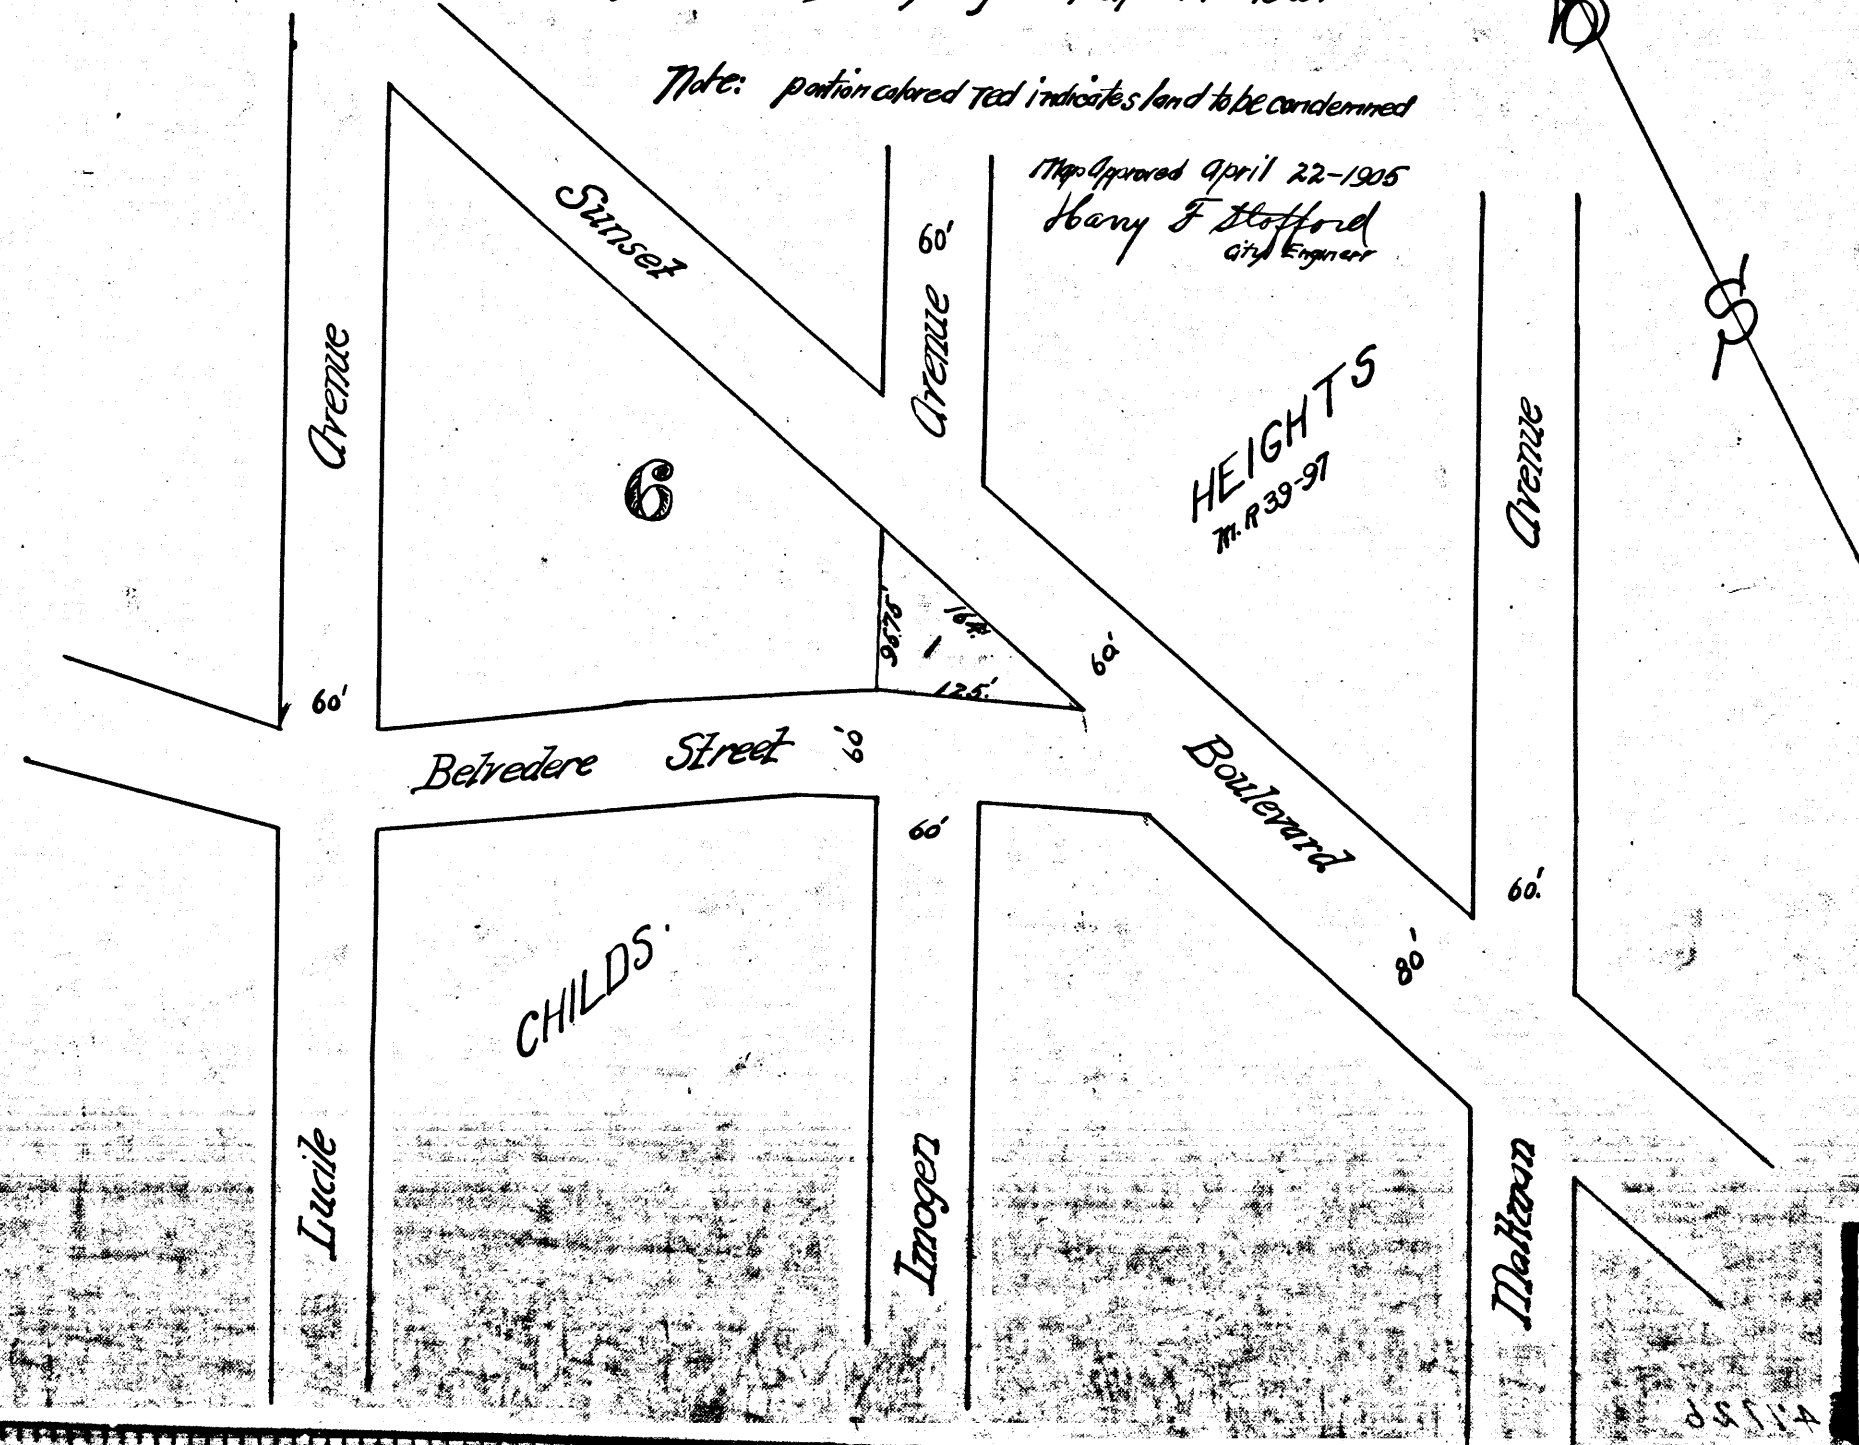 Note: portion colored red indicates land to be condemned
Map Approved April 22-1905
Harry F Stafford
City Engineer
Sunset
60'
Avenue
Avenue
HEIGHTS
M.R 39-97
Avenue
S
6
96.75'
164.'
1
125.'
60'
60'
Belvedere Street 60'
Boulevard
60'
60.'
80'
CHILDS.
Lucile
Imogen
Maltman